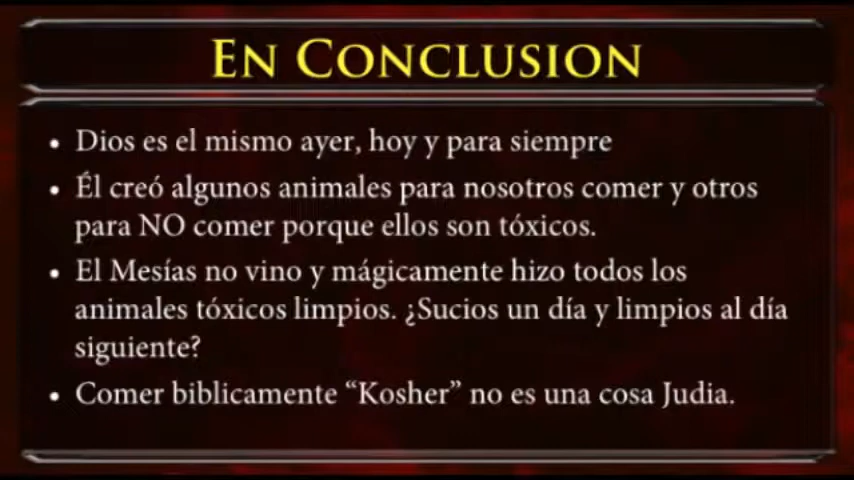 EN CONCLUSION
• Dios es el mismo ayer, hoy y para siempre
• Él creó algunos animales para nosotros comer y otros
para NO comer porque ellos son tóxicos.
• El Mesías no vino y mágicamente hizo todos los
animales tóxicos limpios. ¿Sucios un día y limpios al día
siguiente?
• Comer biblicamente “Kosher” no es una cosa Judia.